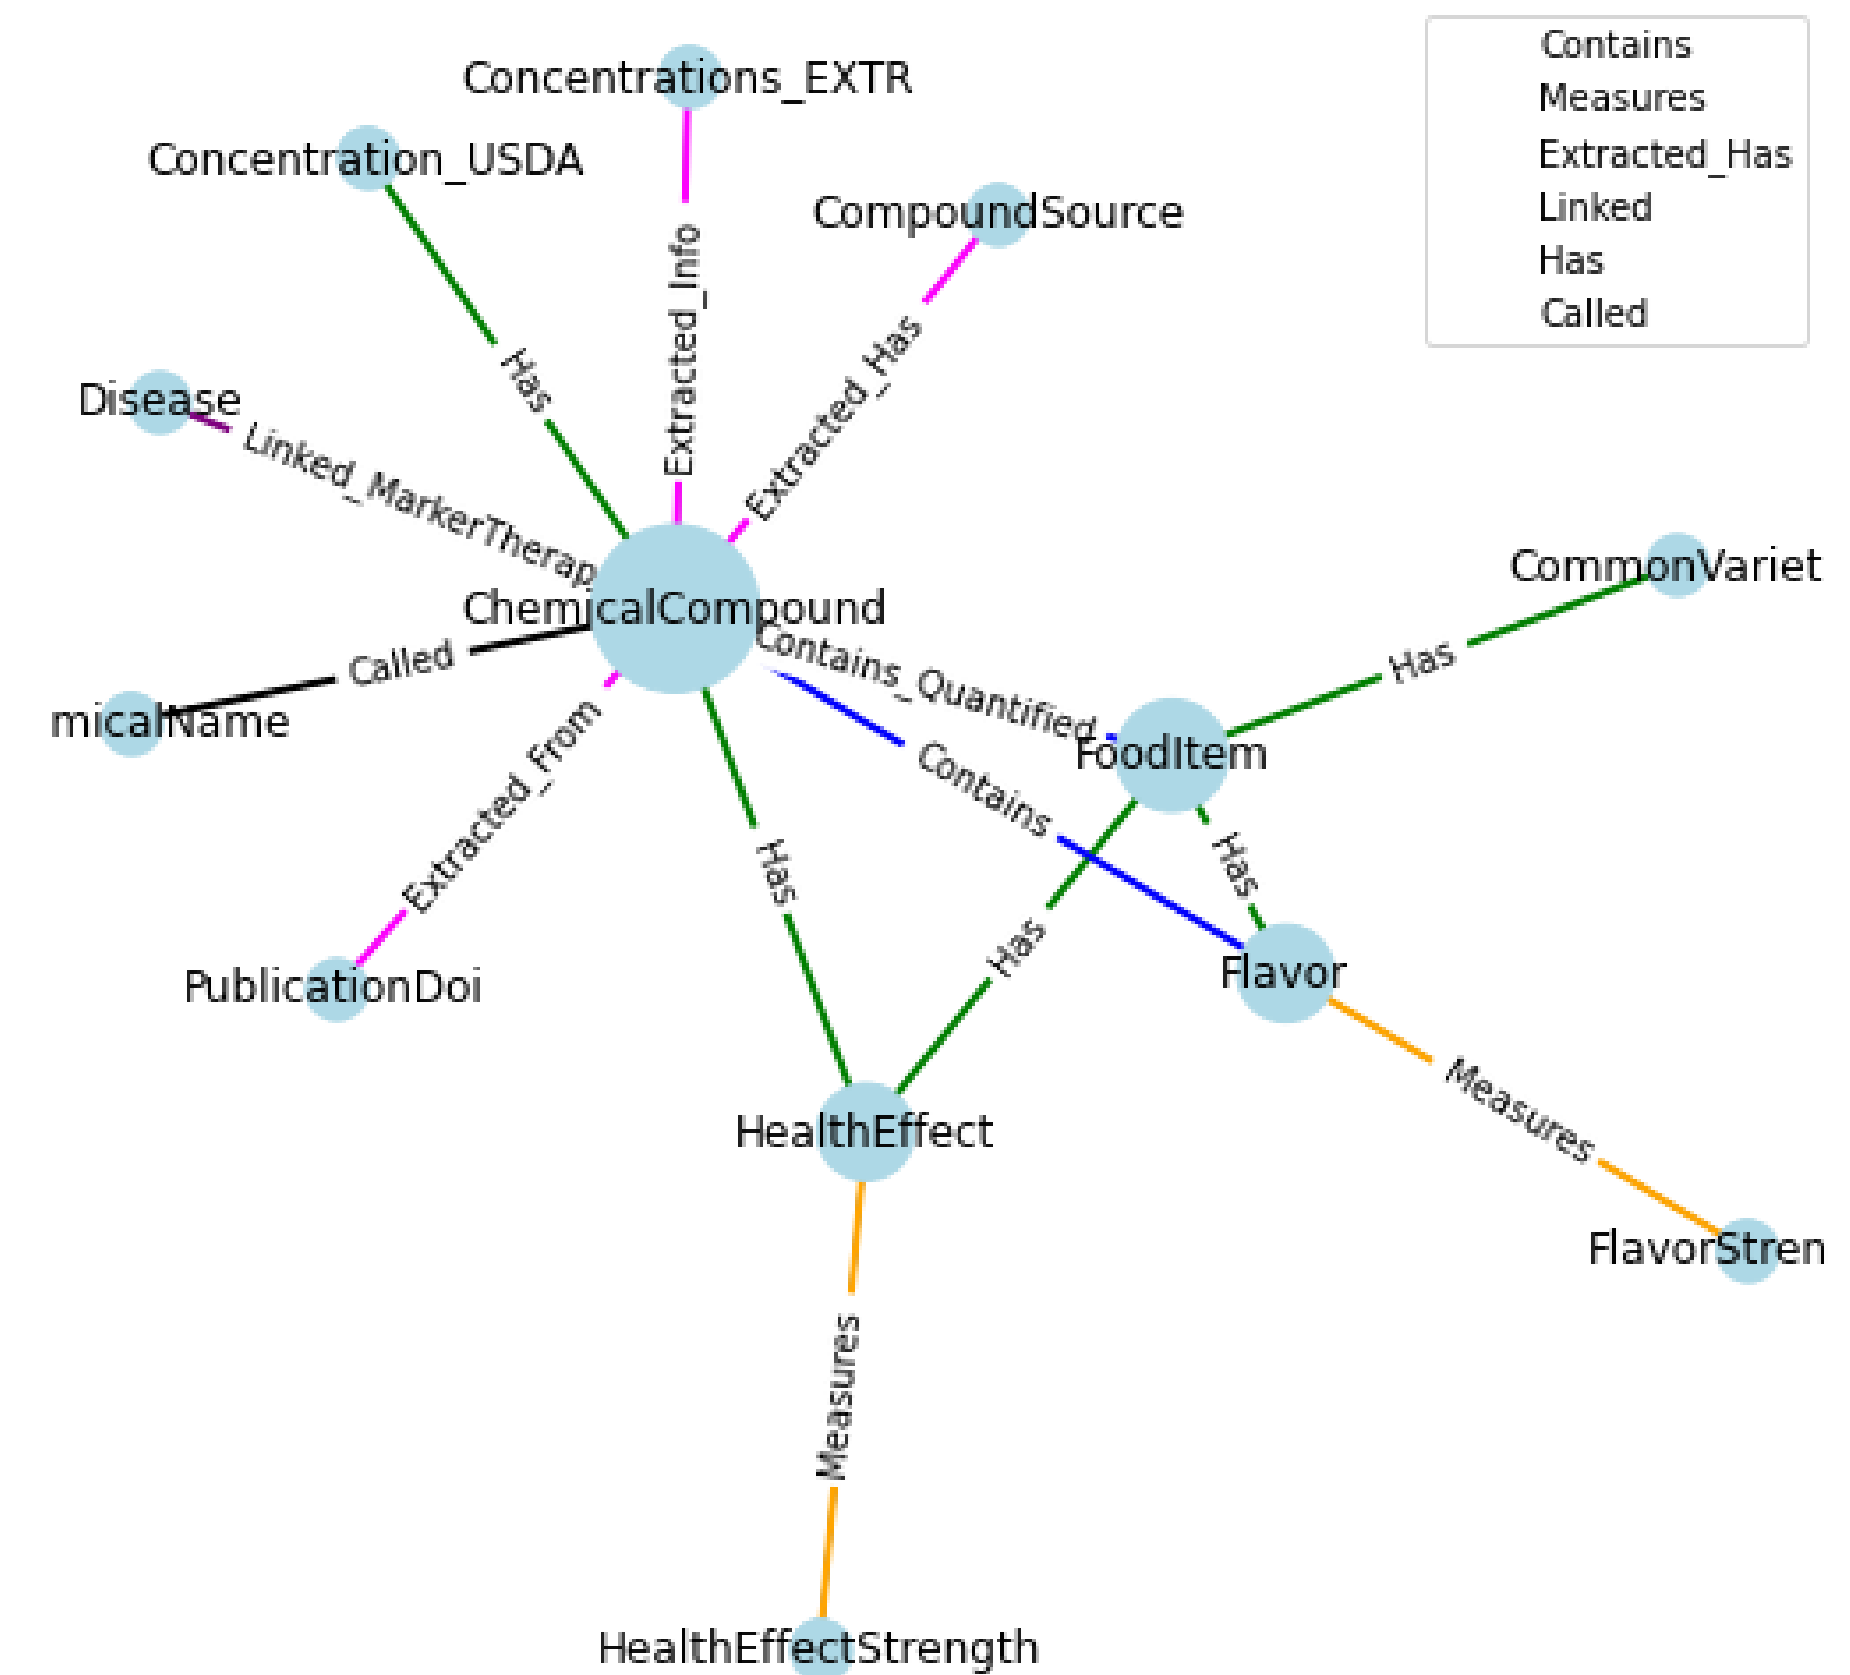 Concentrations_EXTR
Concentration_USDA
CompoundSource
Contains
Measures
Extracted_Has
Linked
Has
Called
Extracted_Info
Extracted_Has
Has
Disease
Linked_MarkerTherap
ChemicalCompound
CommonVariet
Contains_Quantified
Has
Called
micalName
FoodItem
Extracted_From
Contains
Has
Has
Has
PublicationDoi
Flavor
Measures
HealthEffect
FlavorStren
Measures
HealthEffectStrength